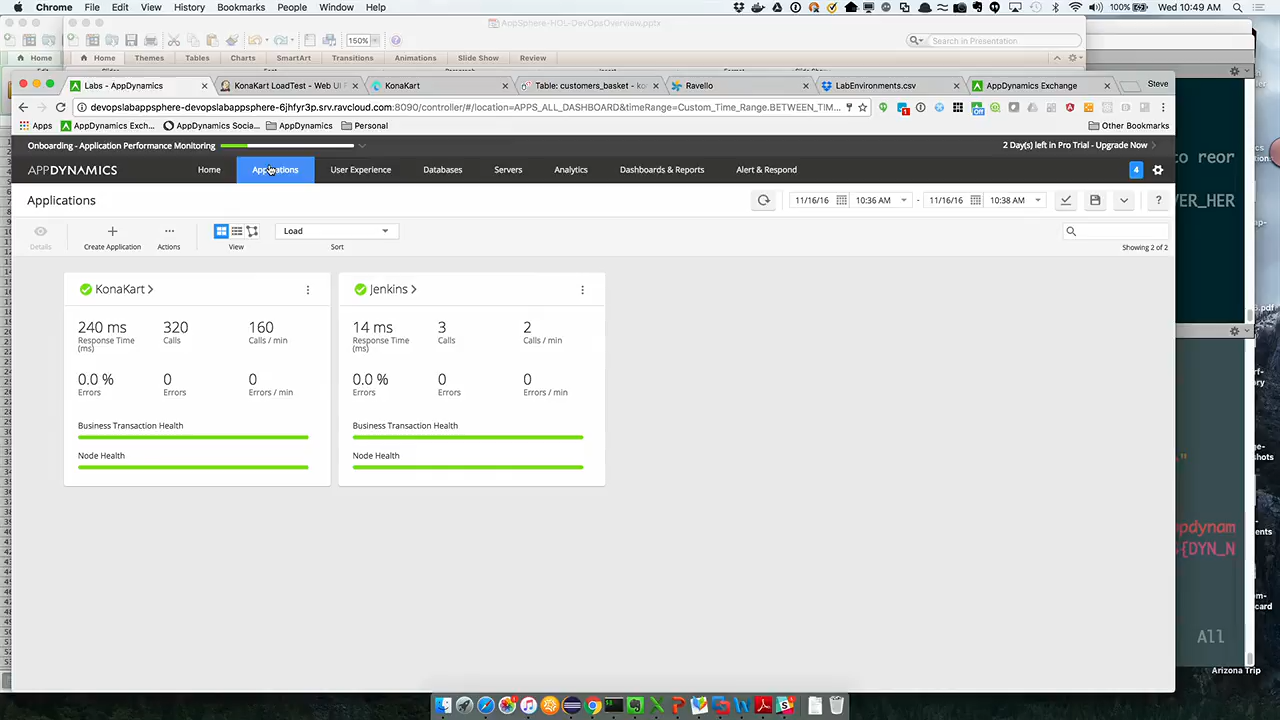 Chrome File Edit View History Bookmarks People Window Help 100% Wed 10:49 AM
AppSphere-HOL-DevOpsOverview.pptx
150% Search in Presentation
Home Home Themes Tables Charts SmartArt Transitions Animations Slide Show Review
Labs - AppDynamics KonaKart LoadTest - Web UI KonaKart Table: customers_basket - ko Ravello LabEnvironments.csv AppDynamics Exchange Steve
devopslabappsphere-devopslabappsphere-6jhfyr3p.srv.ravcloud.com:8090/controller/#/location=APPS_ALL_DASHBOARD&timeRange=Custom_Time_Range.BETWEEN_TIM...
Apps AppDynamics Exch... AppDynamics Socia... AppDynamics Personal Other Bookmarks
Onboarding - Application Performance Monitoring 2 Day(s) left in Pro Trial - Upgrade Now
to reor
APPDYNAMICS Home Applications User Experience Databases Servers Analytics Dashboards & Reports Alert & Respond 4
Applications 11/16/16 10:36 AM - 11/16/16 10:38 AM ?
VER_HER
Load
Details Create Application Actions View Sort Showing 2 of 2
KonaKart Jenkins
240 ms 320 160 14 ms 3 2
Response Time (ms) Calls Calls / min Response Time (ms) Calls Calls / min
0.0 % 0 0 0.0 % 0 0
Errors Errors Errors / min Errors Errors Errors / min
Business Transaction Health Business Transaction Health
Node Health Node Health
ppdynam
${DYN_N
All
Arizona Trip